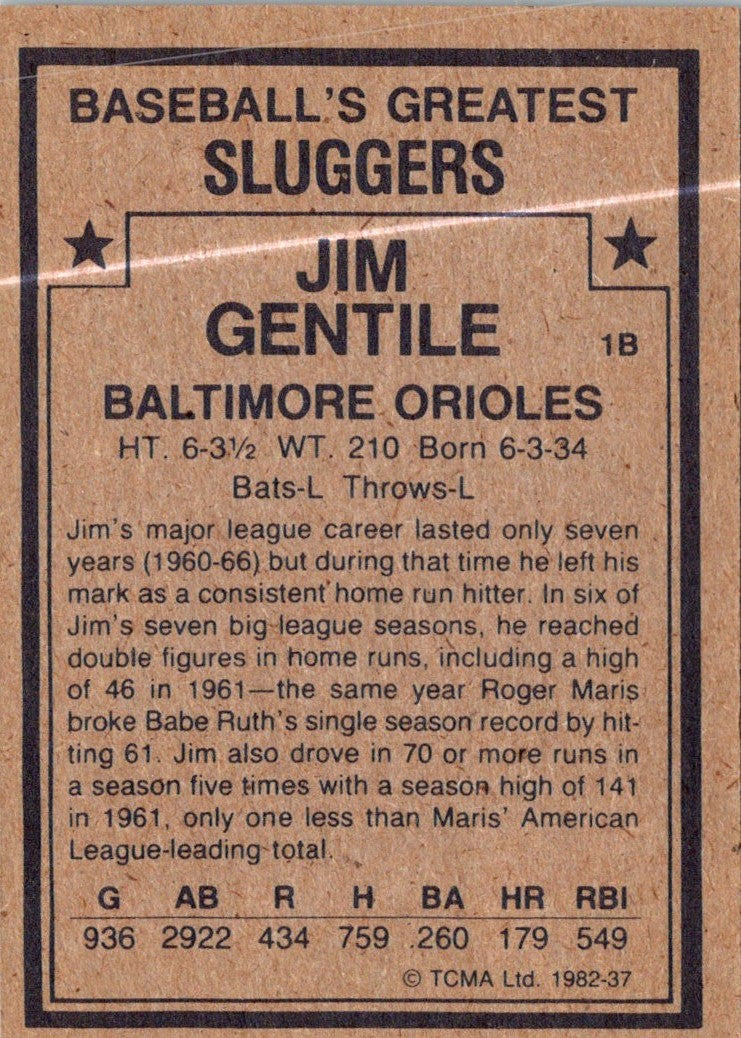 BASEBALL'S GREATEST
SLUGGERS
JIM
GENTILE
1B
BALTIMORE ORIOLES
HT. 6-3½ WT. 210 Born 6-3-34
Bats-L Throws-L
Jim's major league career lasted only seven
years (1960-66) but during that time he left his
mark as a consistent home run hitter. In six of
Jim's seven big league seasons, he reached
double figures in home runs, including a high
of 46 in 1961—the same year Roger Maris
broke Babe Ruth's single season record by hit-
ting 61. Jim also drove in 70 or more runs in
a season five times with a season high of 141
in 1961, only one less than Maris' American
League-leading total.
G AB R H BA HR RBI
936 2922 434 759 .260 179 549
© TCMA Ltd. 1982-37